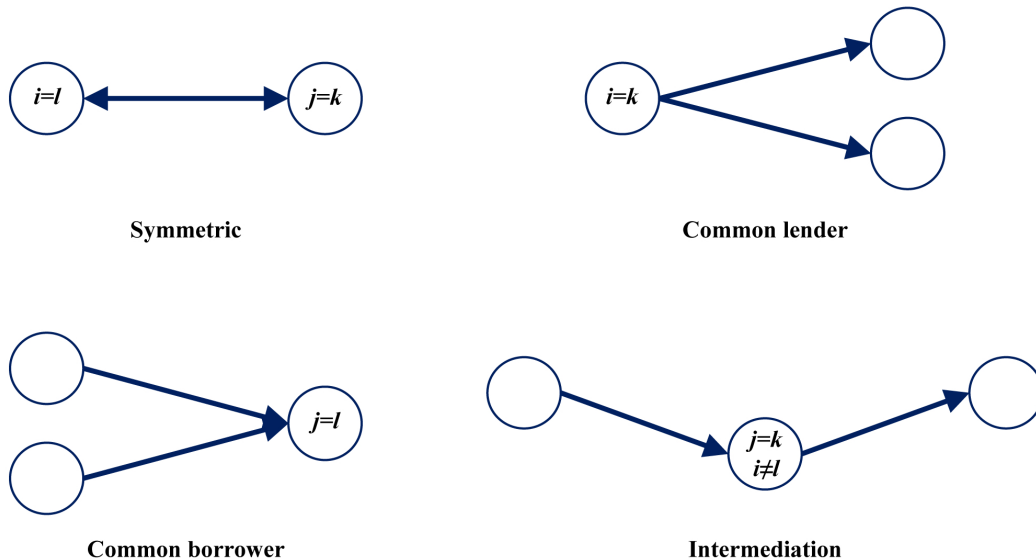 i=l
j=k
Symmetric
i=k
Common lender
j=l
Common borrower
j=k
i≠l
Intermediation